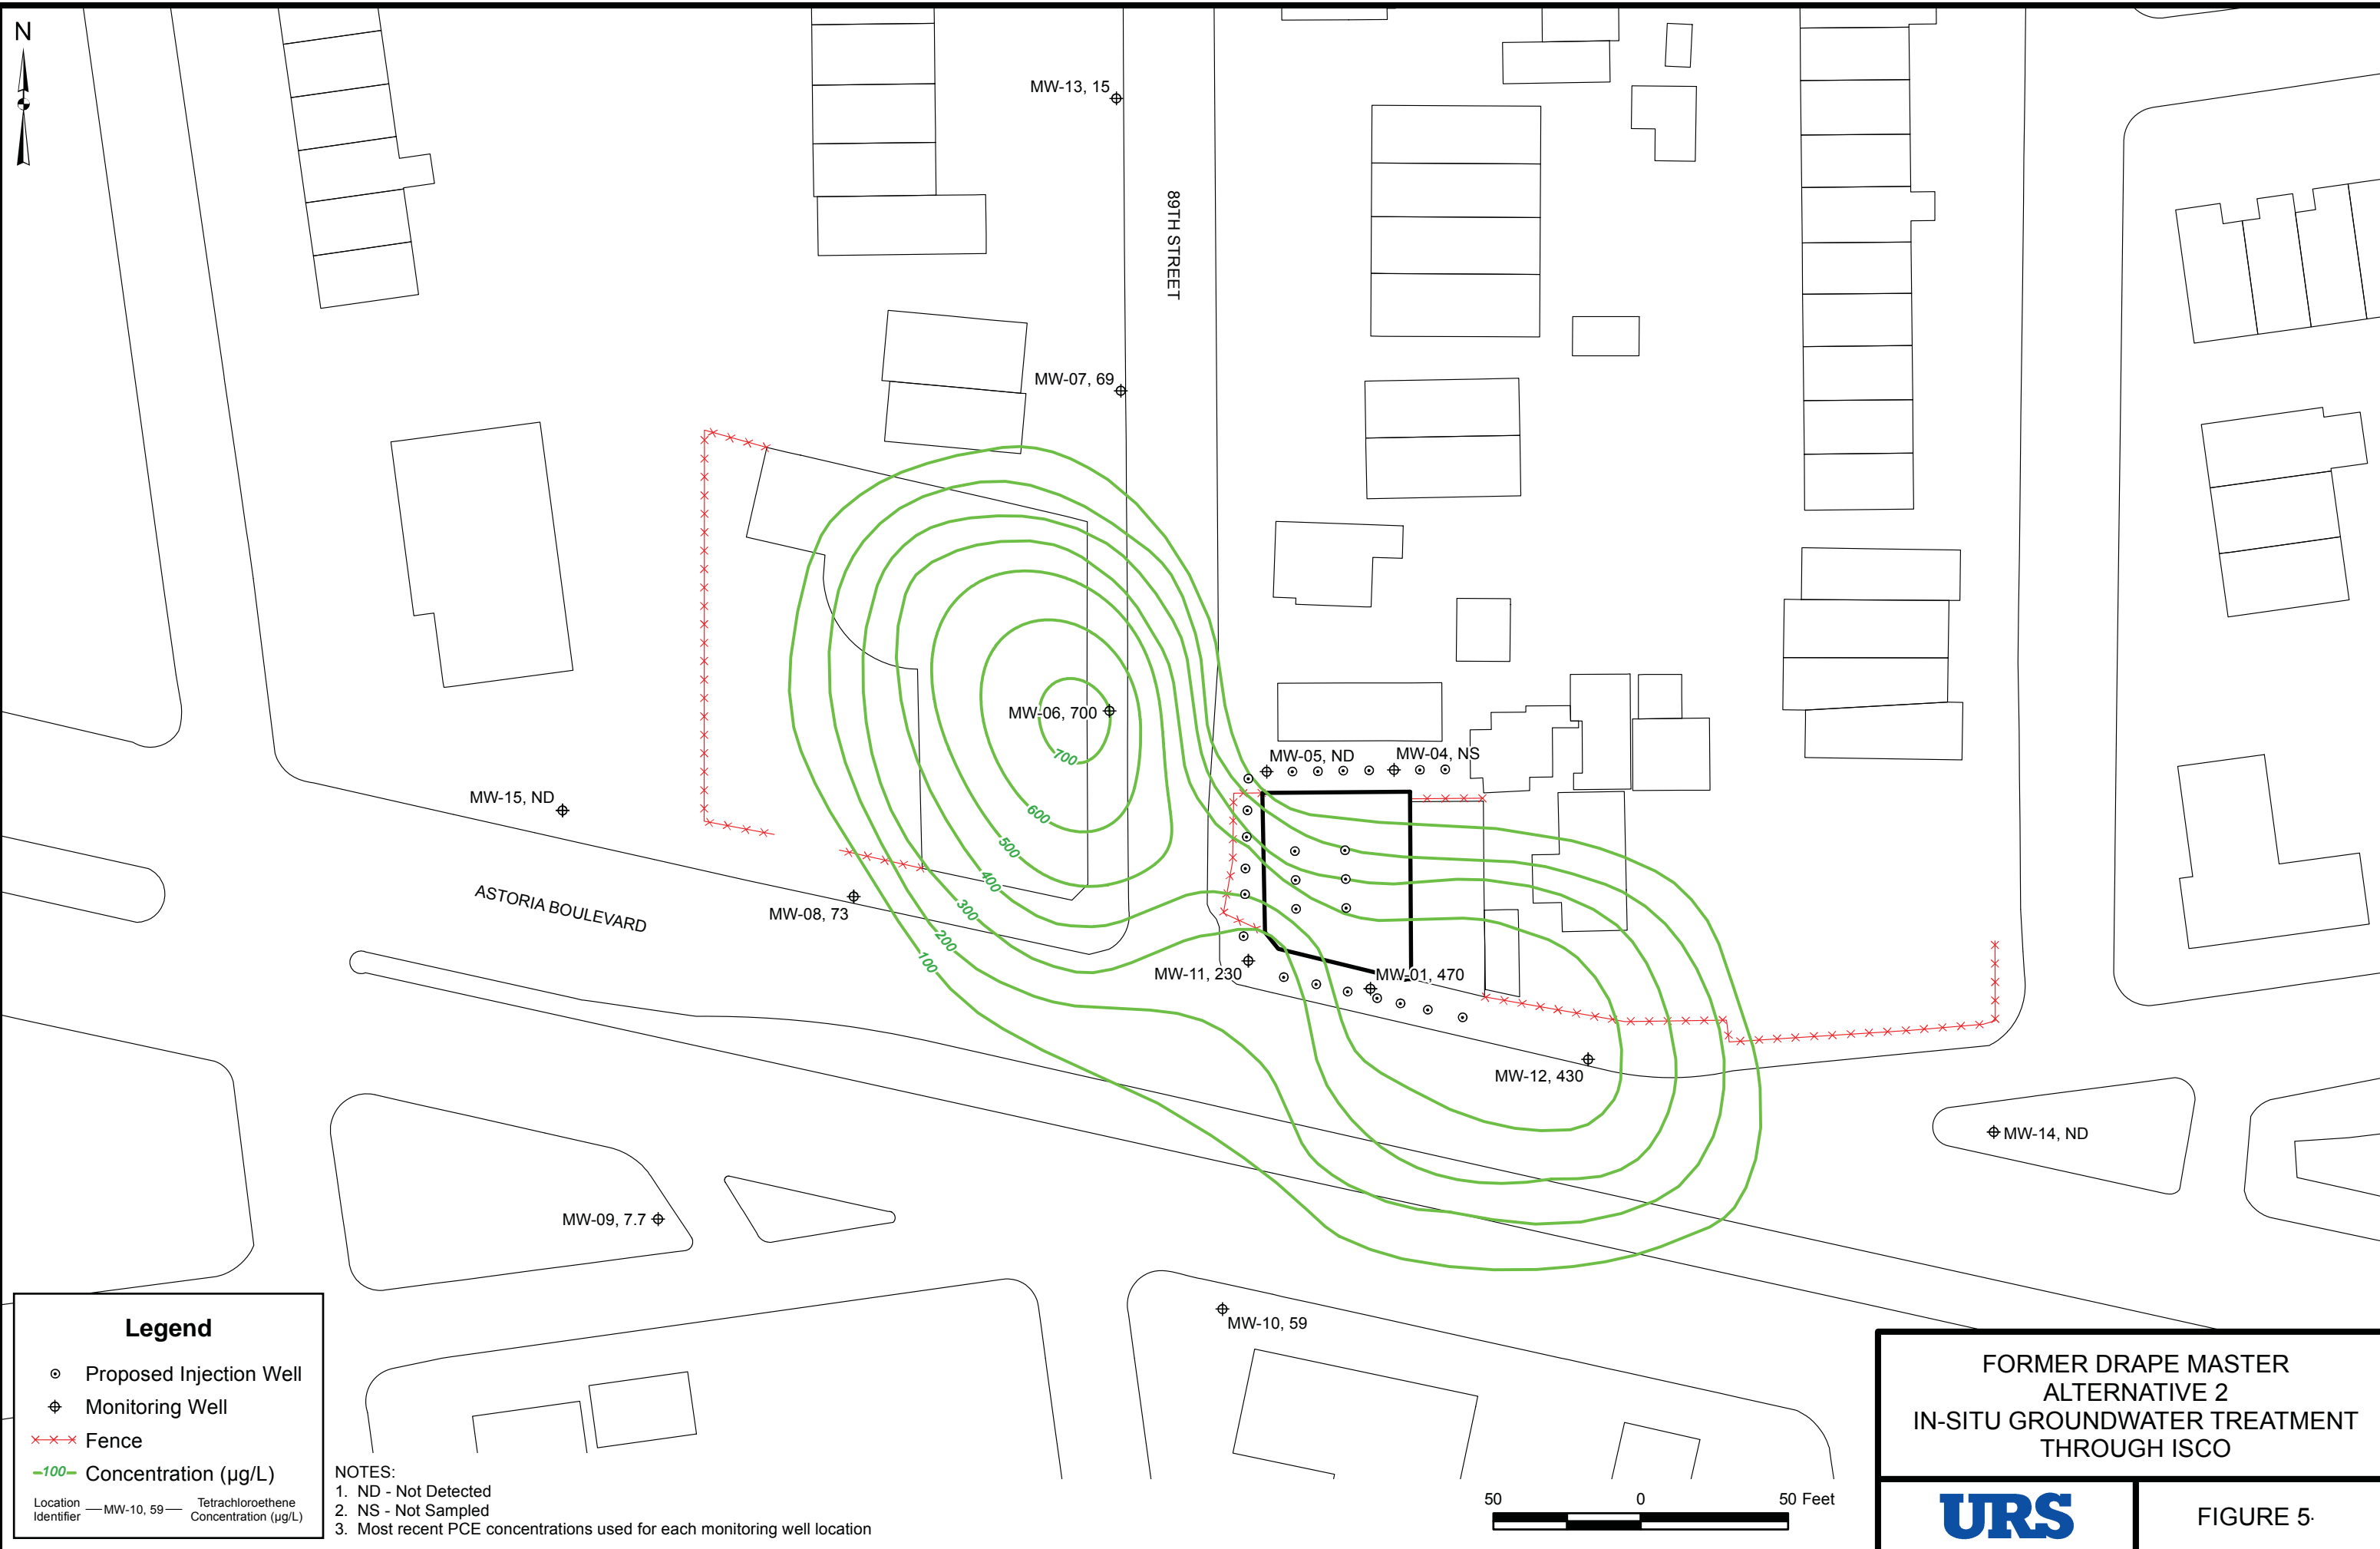 N
MW-13, 15
89TH STREET
MW-07, 69
MW-06, 700
700
600
500
400
300
200
100
MW-05, ND
MW-04, NS
MW-15, ND
ASTORIA BOULEVARD
MW-08, 73
MW-11, 230
MW-01, 470
MW-12, 430
MW-14, ND
MW-09, 7.7
MW-10, 59
Legend
Proposed Injection Well
Monitoring Well
Fence
100 Concentration (µg/L)
Location Identifier MW-10, 59 Tetrachloroethene Concentration (µg/L)
NOTES:
1. ND - Not Detected
2. NS - Not Sampled
3. Most recent PCE concentrations used for each monitoring well location
50 0 50 Feet
FORMER DRAPE MASTER
ALTERNATIVE 2
IN-SITU GROUNDWATER TREATMENT
THROUGH ISCO
URS
FIGURE 5-